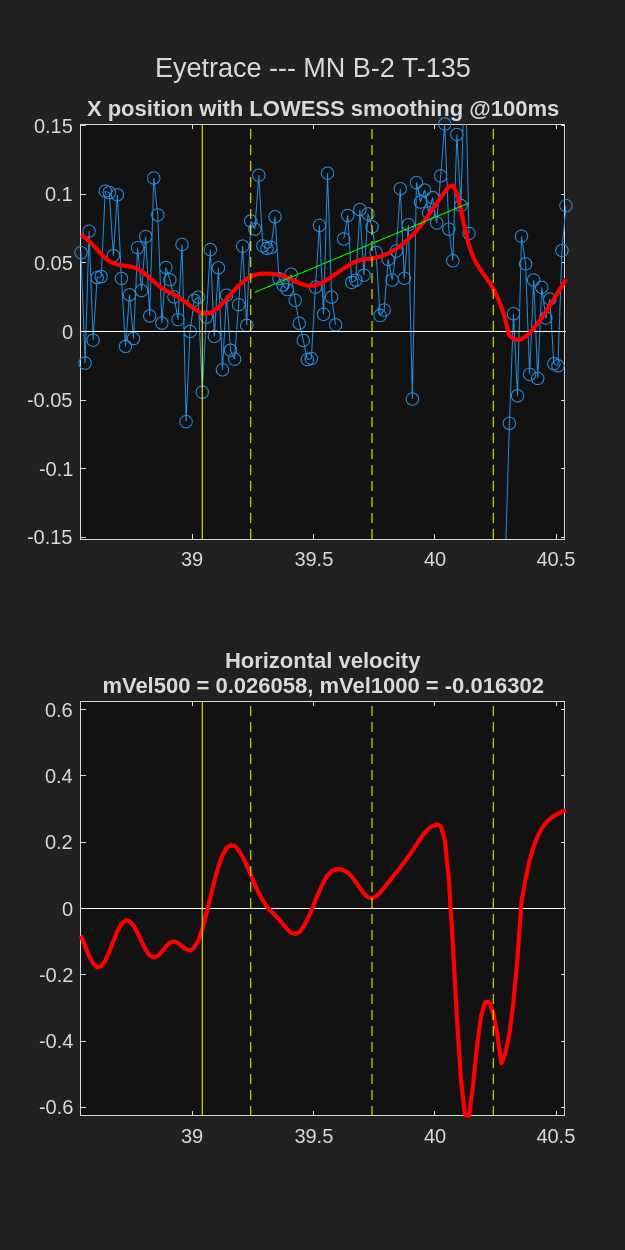 Eyetrace --- MN B-2 T-135
X position with LOWESS smoothing @100ms
0.15
0.1
0.05
0
-0.05
-0.1
-0.15
39 39.5 40 40.5
Horizontal velocity
mVel500 = 0.026058, mVel1000 = -0.016302
0.6
0.4
0.2
0
-0.2
-0.4
-0.6
39 39.5 40 40.5